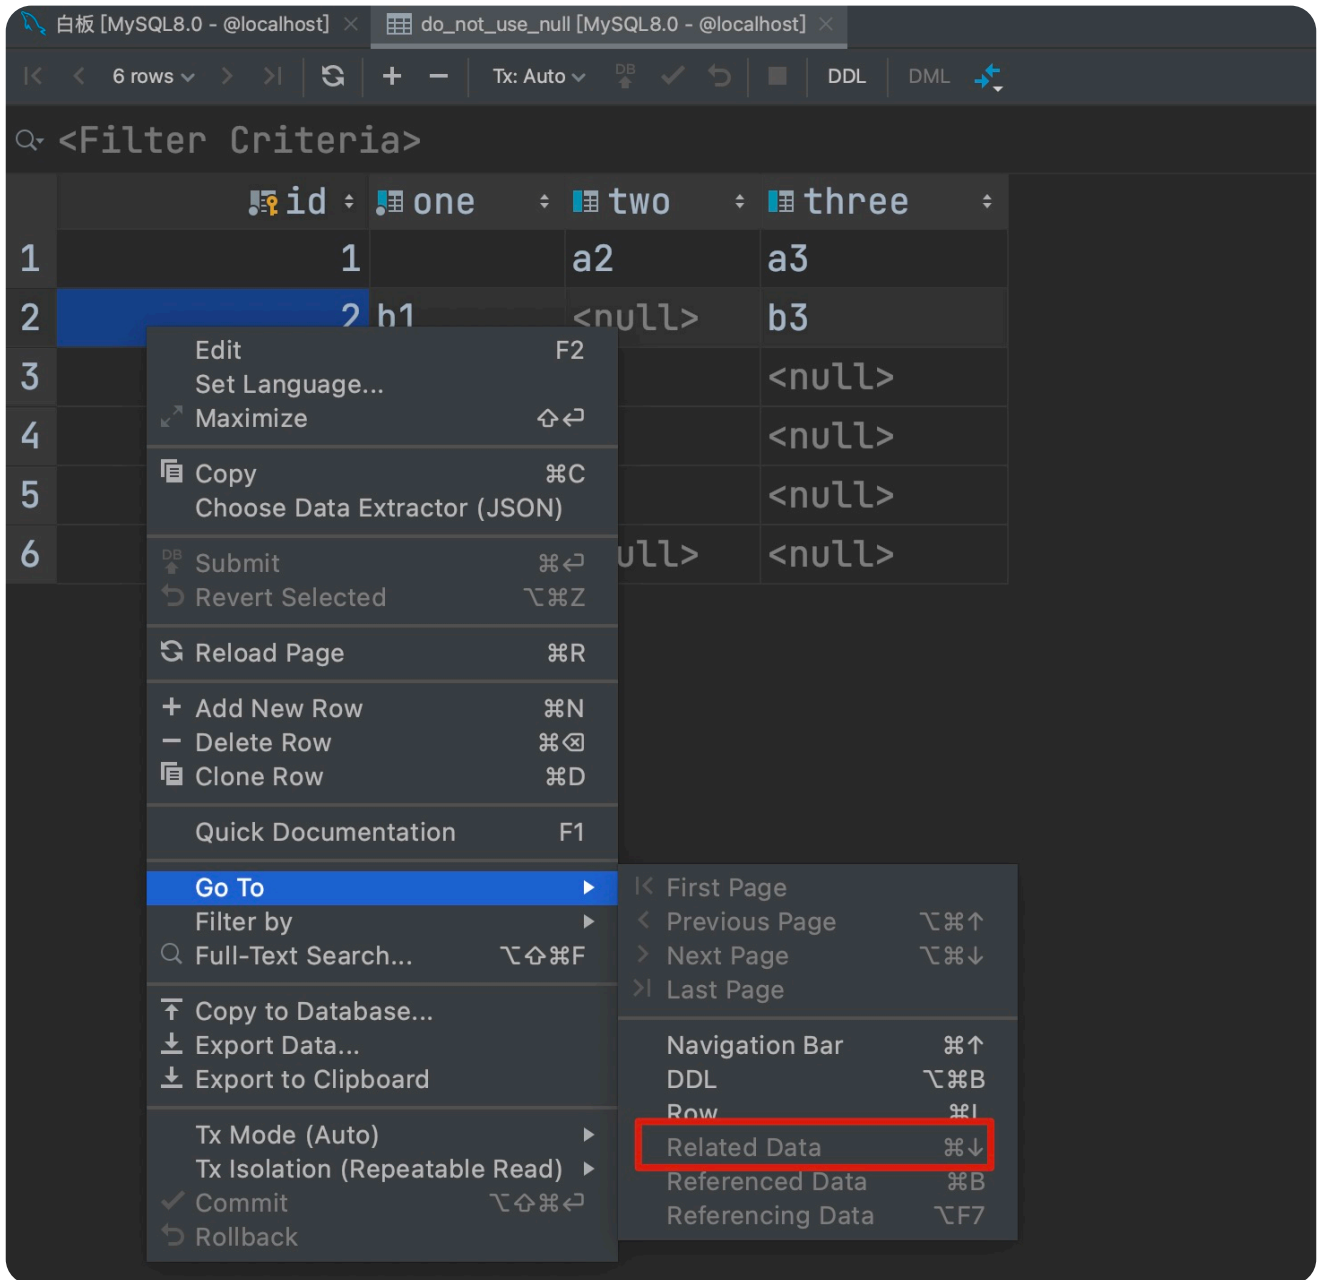 白板 [MySQL8.0 - @localhost] do_not_use_null [MySQL8.0 - @localhost]
6 rows Tx: Auto DB DDL DML
<Filter Criteria>
id one two three
1 1 a2 a3
2 2 b1 <null> b3
3 <null>
4 <null>
5 <null>
6 ull> <null>
Edit F2
Set Language...
Maximize ⇧⏎
Copy ⌘C
Choose Data Extractor (JSON)
DB Submit ⌘⏎
Revert Selected ⌥⌘Z
Reload Page ⌘R
Add New Row ⌘N
Delete Row ⌘⌫
Clone Row ⌘D
Quick Documentation F1
Go To
Filter by
Full-Text Search... ⌥⇧⌘F
Copy to Database...
Export Data...
Export to Clipboard
Tx Mode (Auto)
Tx Isolation (Repeatable Read)
Commit ⌥⇧⌘⏎
Rollback
First Page
Previous Page ⌥⌘↑
Next Page ⌥⌘↓
Last Page
Navigation Bar ⌘↑
DDL ⌥⌘B
Row ⌘L
Related Data ⌘↓
Referenced Data ⌘B
Referencing Data ⌥F7